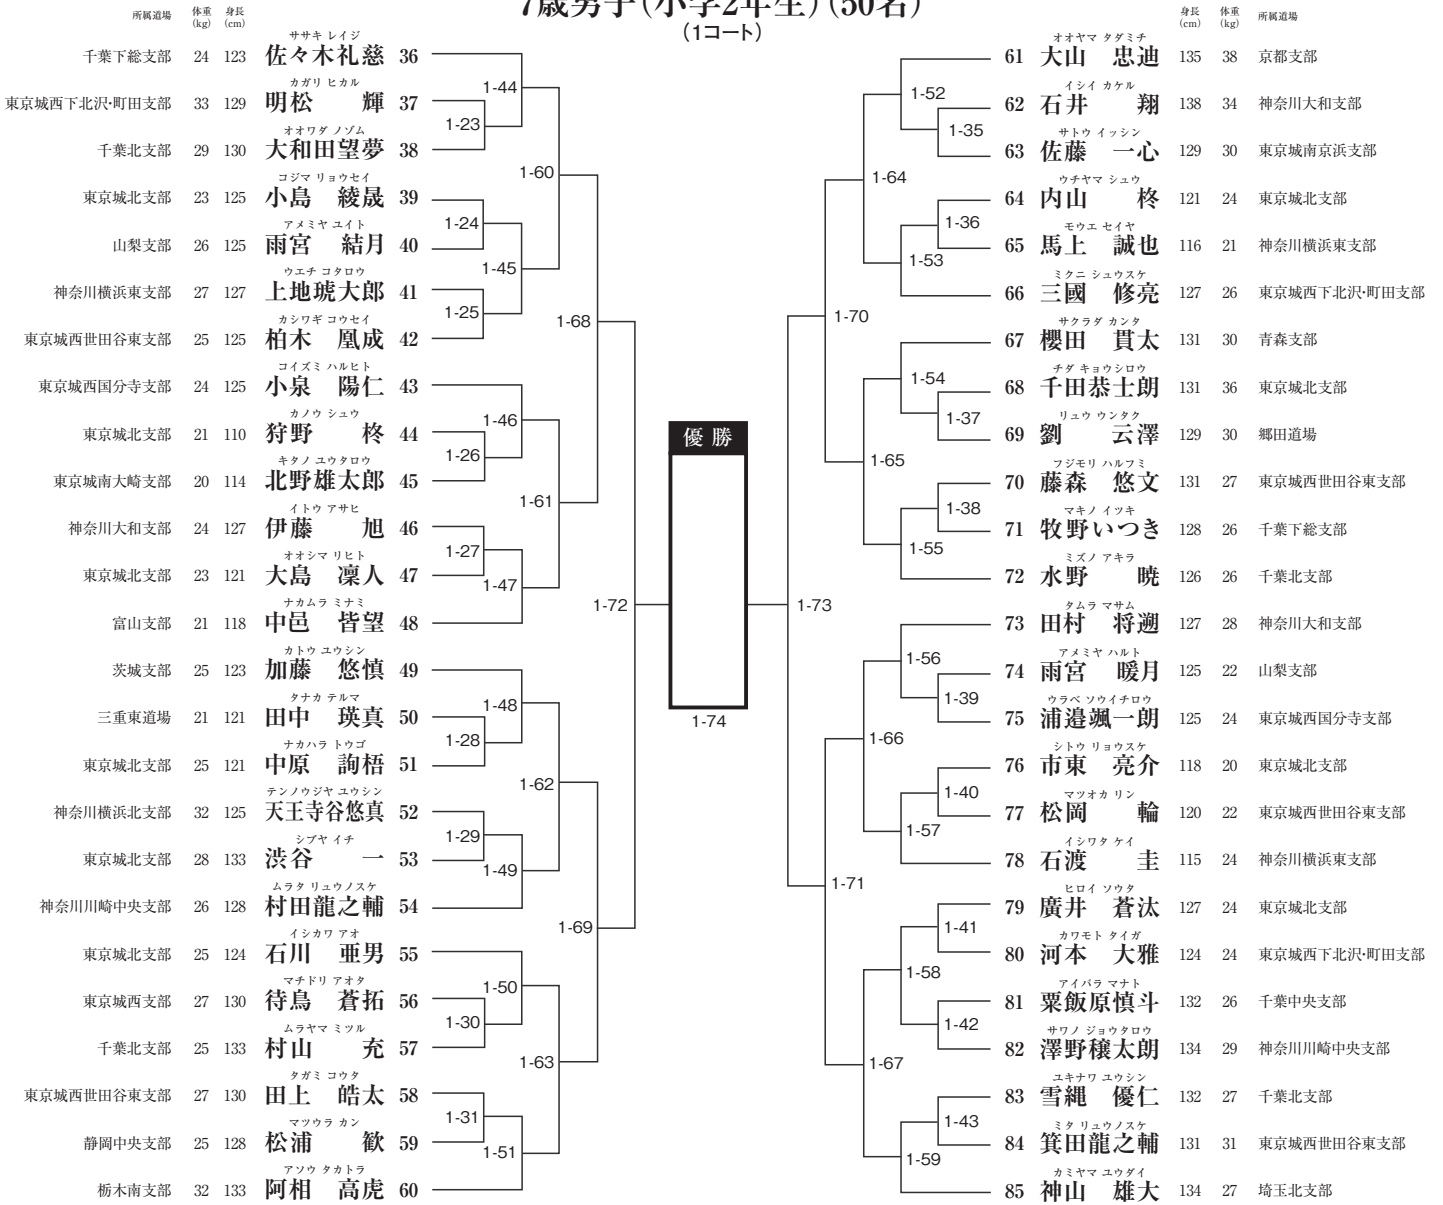 7歳男子(小学2年生)(50名)
(1コート)
所属道場 体重(kg) 身長(cm)
ササキ レイジ
千葉下総支部 24 123 佐々木礼慈 36
カガリ ヒカル
東京城西下北沢・町田支部 33 129 明松 輝 37
オオワダ ノゾム
千葉北支部 29 130 大和田望夢 38
コジマ リョウセイ
東京城北支部 23 125 小島 綾晟 39
アメミヤ ユイト
山梨支部 26 125 雨宮 結月 40
ウエチ コタロウ
神奈川横浜東支部 27 127 上地琥太郎 41
カシワギ コウセイ
東京城西世田谷東支部 25 125 柏木 凰成 42
コイズミ ハルヒト
東京城西国分寺支部 24 125 小泉 陽仁 43
カノウ シュウ
東京城北支部 21 110 狩野 柊 44
キタノ ユウタロウ
東京城南大崎支部 20 114 北野雄太郎 45
イトウ アサヒ
神奈川大和支部 24 127 伊藤 旭 46
オオシマ リヒト
東京城北支部 23 121 大島 凜人 47
ナカムラ ミナミ
富山支部 21 118 中邑 皆望 48
カトウ ユウシン
茨城支部 25 123 加藤 悠慎 49
タナカ テルマ
三重東道場 21 121 田中 瑛真 50
ナカハラ トウゴ
東京城北支部 25 121 中原 詢梧 51
テンノウジヤ ユウシン
神奈川横浜北支部 32 125 天王寺谷悠真 52
シブヤ イチ
東京城北支部 28 133 渋谷 一 53
ムラタ リュウノスケ
神奈川川崎中央支部 26 128 村田龍之輔 54
イシカワ アオ
東京城北支部 25 124 石川 亜男 55
マチドリ アオタ
東京城西支部 27 130 待鳥 蒼拓 56
ムラヤマ ミツル
千葉北支部 25 133 村山 充 57
タガミ コウタ
東京城西世田谷東支部 27 130 田上 皓太 58
マツウラ カン
静岡中央支部 25 128 松浦 歓 59
アソウ タカトラ
栃木南支部 32 133 阿相 高虎 60
1-44
1-23
1-60
1-24
1-45
1-25
1-68
1-46
1-26
1-61
1-27
1-47
1-72
1-48
1-28
1-62
1-29
1-49
1-69
1-50
1-30
1-63
1-31
1-51
優勝
1-74
1-52
1-35
1-64
1-36
1-53
1-70
1-54
1-37
1-65
1-38
1-55
1-73
1-56
1-39
1-66
1-40
1-57
1-71
1-41
1-58
1-42
1-67
1-43
1-59
身長(cm) 体重(kg) 所属道場
オオヤマ タダミチ
61 大山 忠迪 135 38 京都支部
イシイ カケル
62 石井 翔 138 34 神奈川大和支部
サトウ イッシン
63 佐藤 一心 129 30 東京城南京浜支部
ウチヤマ シュウ
64 内山 柊 121 24 東京城北支部
モウエ セイヤ
65 馬上 誠也 116 21 神奈川横浜東支部
ミクニ シュウスケ
66 三國 修亮 127 26 東京城西下北沢・町田支部
サクラダ カンタ
67 櫻田 貫太 131 30 青森支部
チダ キョウシロウ
68 千田恭士朗 131 36 東京城北支部
リュウ ウンタク
69 劉 云澤 129 30 郷田道場
フジモリ ハルフミ
70 藤森 悠文 131 27 東京城西世田谷東支部
マキノ イツキ
71 牧野いつき 128 26 千葉下総支部
ミズノ アキラ
72 水野 暁 126 26 千葉北支部
タムラ マサム
73 田村 将遡 127 28 神奈川大和支部
アメミヤ ハルト
74 雨宮 暖月 125 22 山梨支部
ウラベ ソウイチロウ
75 浦邉颯一朗 125 24 東京城西国分寺支部
シトウ リョウスケ
76 市東 亮介 118 20 東京城北支部
マツオカ リン
77 松岡 輪 120 22 東京城西世田谷東支部
イシワタ ケイ
78 石渡 圭 115 24 神奈川横浜東支部
ヒロイ ソウタ
79 廣井 蒼汰 127 24 東京城北支部
カワモト タイガ
80 河本 大雅 124 24 東京城西下北沢・町田支部
アイバラ マナト
81 粟飯原慎斗 132 26 千葉中央支部
サワノ ジョウタロウ
82 澤野穣太朗 134 29 神奈川川崎中央支部
ユキナワ ユウシン
83 雪縄 優仁 132 27 千葉北支部
ミタ リュウノスケ
84 箕田龍之輔 131 31 東京城西世田谷東支部
カミヤマ ユウダイ
85 神山 雄大 134 27 埼玉北支部